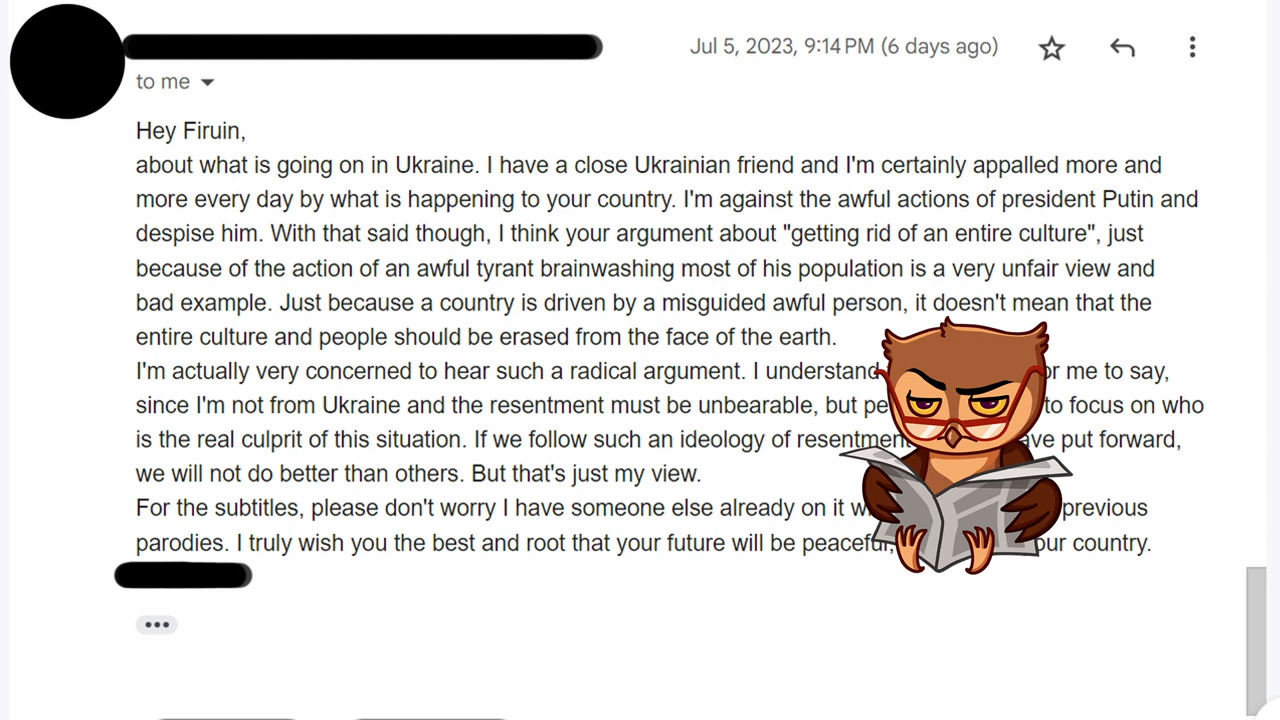 Jul 5, 2023, 9:14 PM (6 days ago)
to me
Hey Firuin,
about what is going on in Ukraine. I have a close Ukrainian friend and I'm certainly appalled more and
more every day by what is happening to your country. I'm against the awful actions of president Putin and
despise him. With that said though, I think your argument about "getting rid of an entire culture", just
because of the action of an awful tyrant brainwashing most of his population is a very unfair view and
bad example. Just because a country is driven by a misguided awful person, it doesn't mean that the
entire culture and people should be erased from the face of the earth.
I'm actually very concerned to hear such a radical argument. I understand me to say,
since I'm not from Ukraine and the resentment must be unbearable, but to focus on who
is the real culprit of this situation. If we follow such an ideology of resentment put forward,
we will not do better than others. But that's just my view.
For the subtitles, please don't worry I have someone else already on it previous
parodies. I truly wish you the best and root that your future will be peaceful, country.